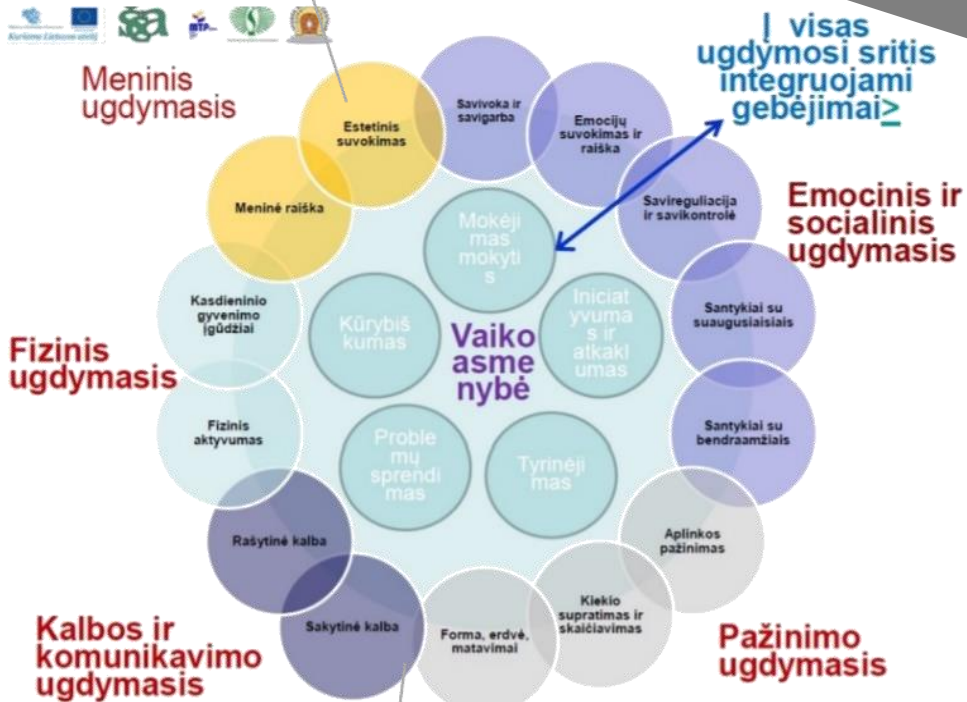 Kuriame Lietuvos ateitį
Meninis
ugdymasis
Į visas
ugdymosi sritis
integruojami
gebėjimai>
Estetinis
suvokimas
Savivoka ir
savigarba
Emocijų
suvokimas ir
raiška
Meninė raiška
Savireguliacija
ir savikontrolė
Emocinis ir
socialinis
ugdymasis
Mokėji
mas
mokyti
s
Kasdieninio
gyvenimo
įgūdžiai
Kūrybiš
kumas
Vaiko
asme
nybė
Iniciat
yvuma
s ir
atkakl
umas
Santykiai su
suaugusiaisiais
Fizinis
ugdymasis
Fizinis
aktyvumas
Proble
mų
sprendi
mas
Tyrinėji
mas
Santykiai su
bendraamžiais
Rašytinė kalba
Aplinkos
pažinimas
Kalbos ir
komunikavimo
ugdymasis
Sakytinė kalba
Forma, erdvė,
matavimai
Kiekio
supratimas ir
skaičiavimas
Pažinimo
ugdymasis